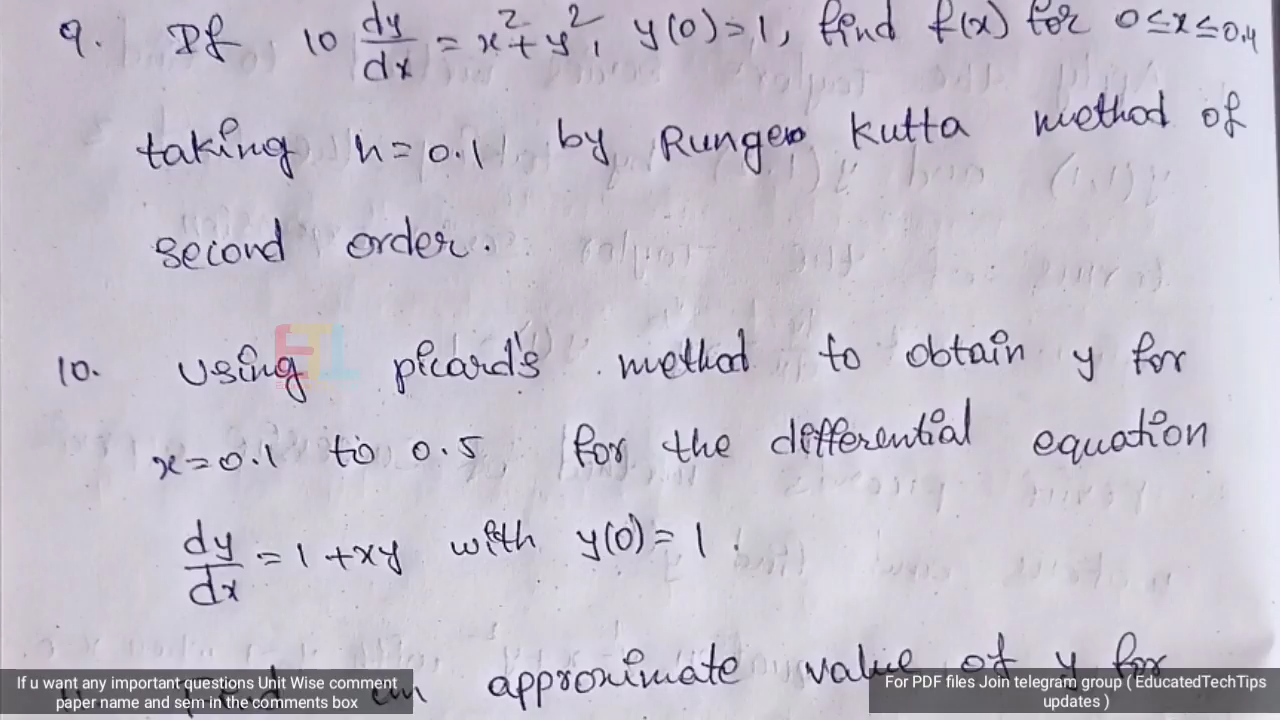 9. If 10 dy/dx = x²+y², y(0)=1, find f(x) for 0≤x≤0.4
taking h=0.1 by Runge Kutta method of
second order.
10. Using picard's method to obtain y for
x=0.1 to 0.5 for the differential equation
dy/dx = 1+xy with y(0)=1.
approximate value of y for
If u want any important questions Unit Wise comment
paper name and sem in the comments box
For PDF files Join telegram group ( EducatedTechTips
updates )